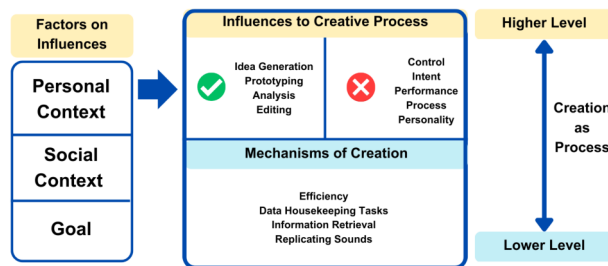 Factors on
Influences
Personal
Context
Social
Context
Goal
Influences to Creative Process
Idea Generation
Prototyping
Analysis
Editing
Control
Intent
Performance
Process
Personality
Mechanisms of Creation
Efficiency
Data Housekeeping Tasks
Information Retrieval
Replicating Sounds
Higher Level
Creation
as
Process
Lower Level